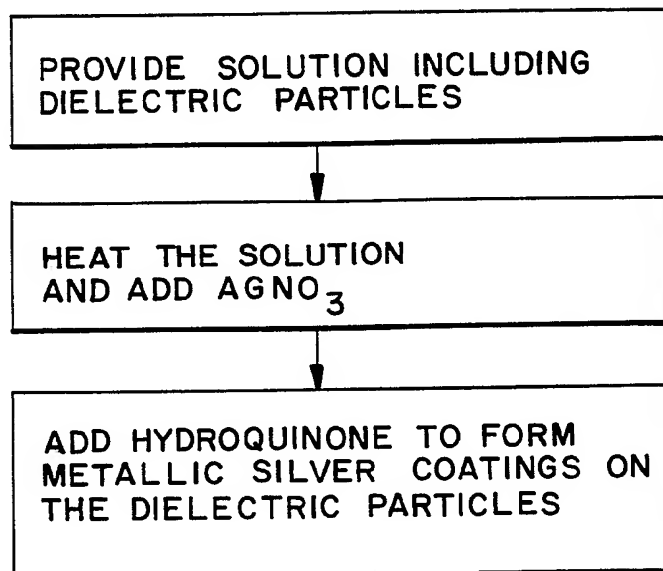 PROVIDE SOLUTION INCLUDING
DIELECTRIC PARTICLES
HEAT THE SOLUTION
AND ADD AGNO₃
ADD HYDROQUINONE TO FORM
METALLIC SILVER COATINGS ON
THE DIELECTRIC PARTICLES